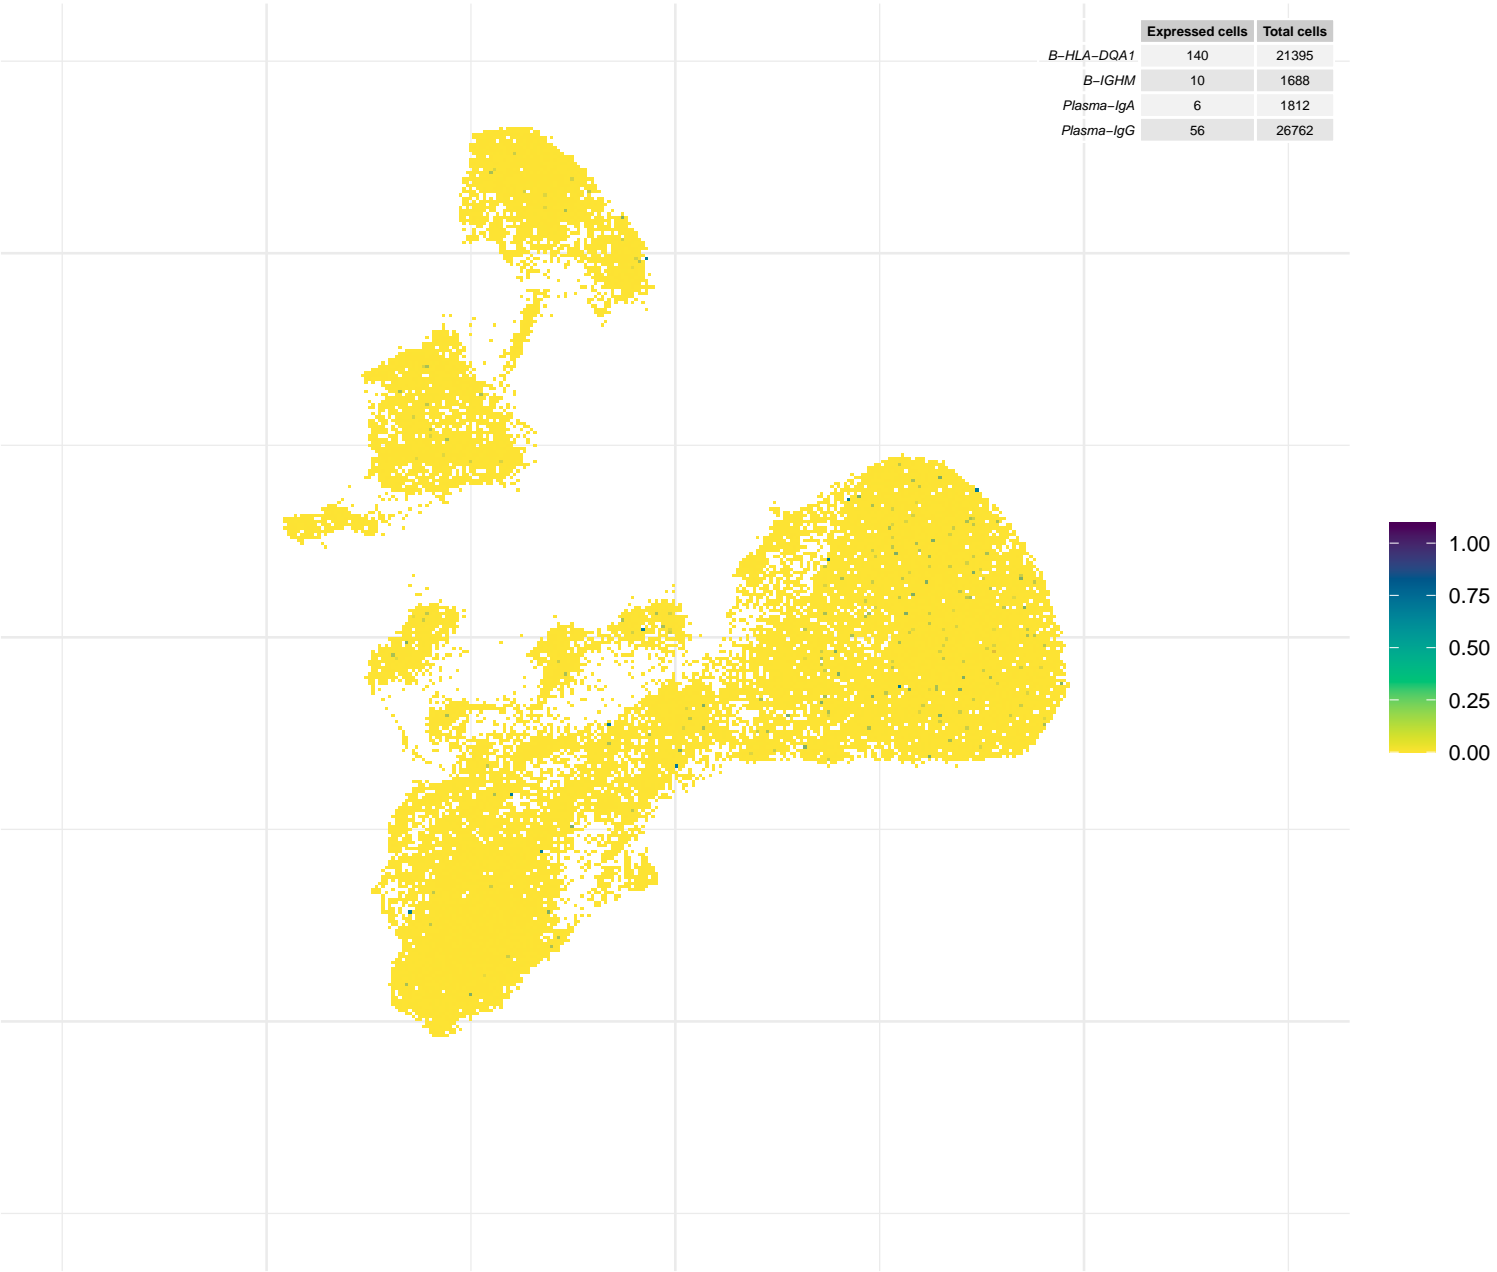 Expressed cells Total cells
B−HLA−DQA1 140 21395
B−IGHM 10 1688
Plasma−IgA 6 1812
Plasma−IgG 56 26762
1.00
0.75
0.50
0.25
0.00